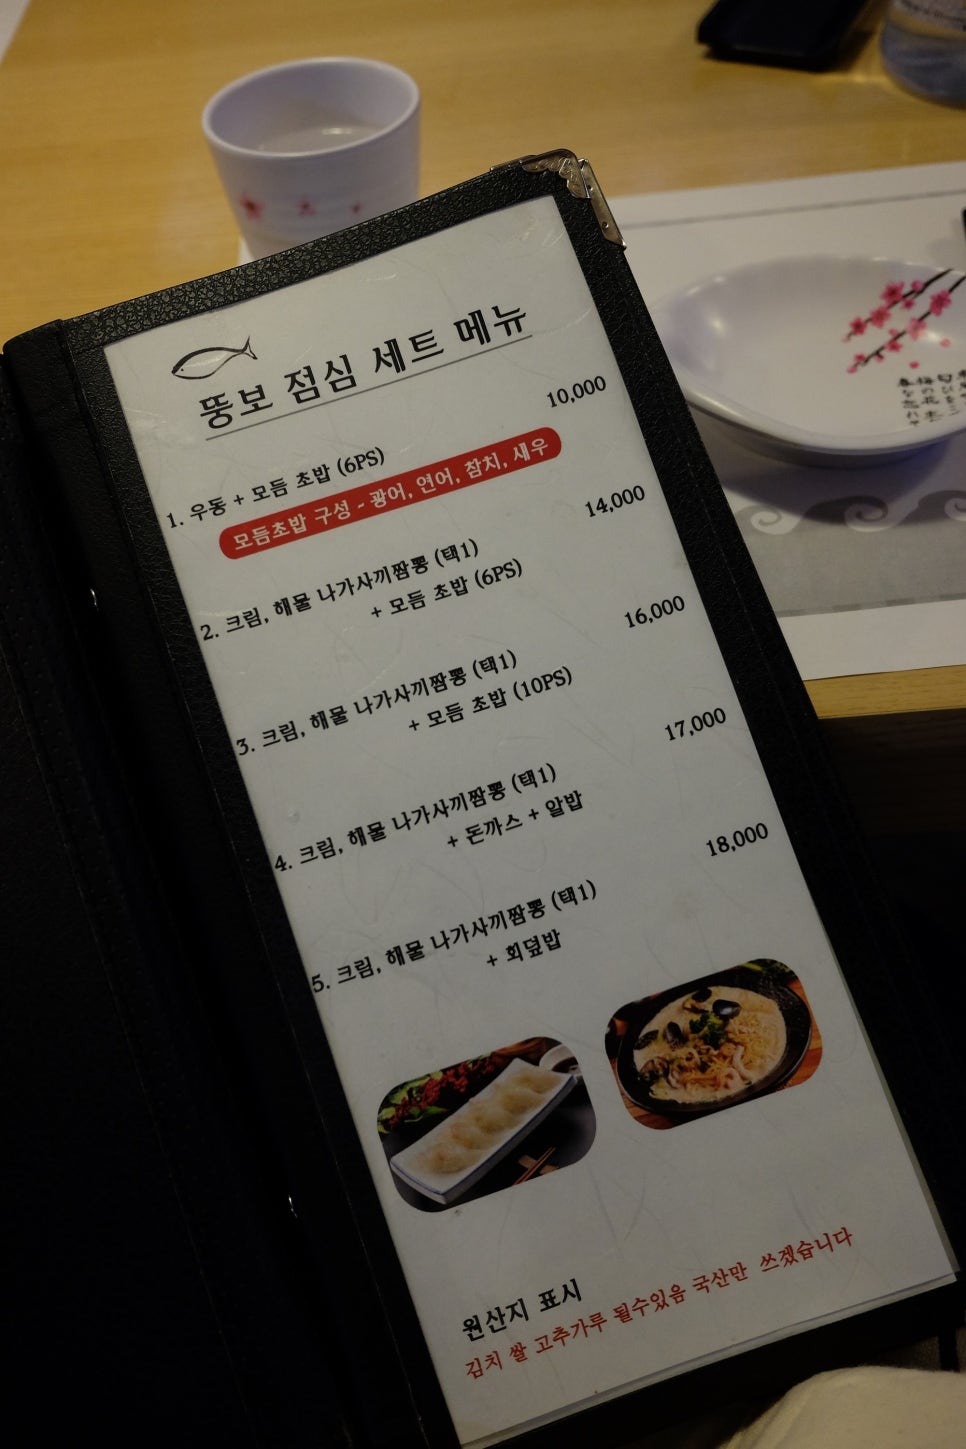 뚱보 점심 세트 메뉴
10,000
1. 우동 + 모듬 초밥 (6PS)
모듬초밥 구성 - 광어, 연어, 참치, 새우
14,000
2. 크림, 해물 나가사끼짬뽕 (택1)
+ 모듬 초밥 (6PS)
16,000
3. 크림, 해물 나가사끼짬뽕 (택1)
+ 모듬 초밥 (10PS)
17,000
4. 크림, 해물 나가사끼짬뽕 (택1)
+ 돈까스 + 알밥
18,000
5. 크림, 해물 나가사끼짬뽕 (택1)
+ 회덮밥
원산지 표시
김치 쌀 고추가루 될수있음 국산만 쓰겠습니다